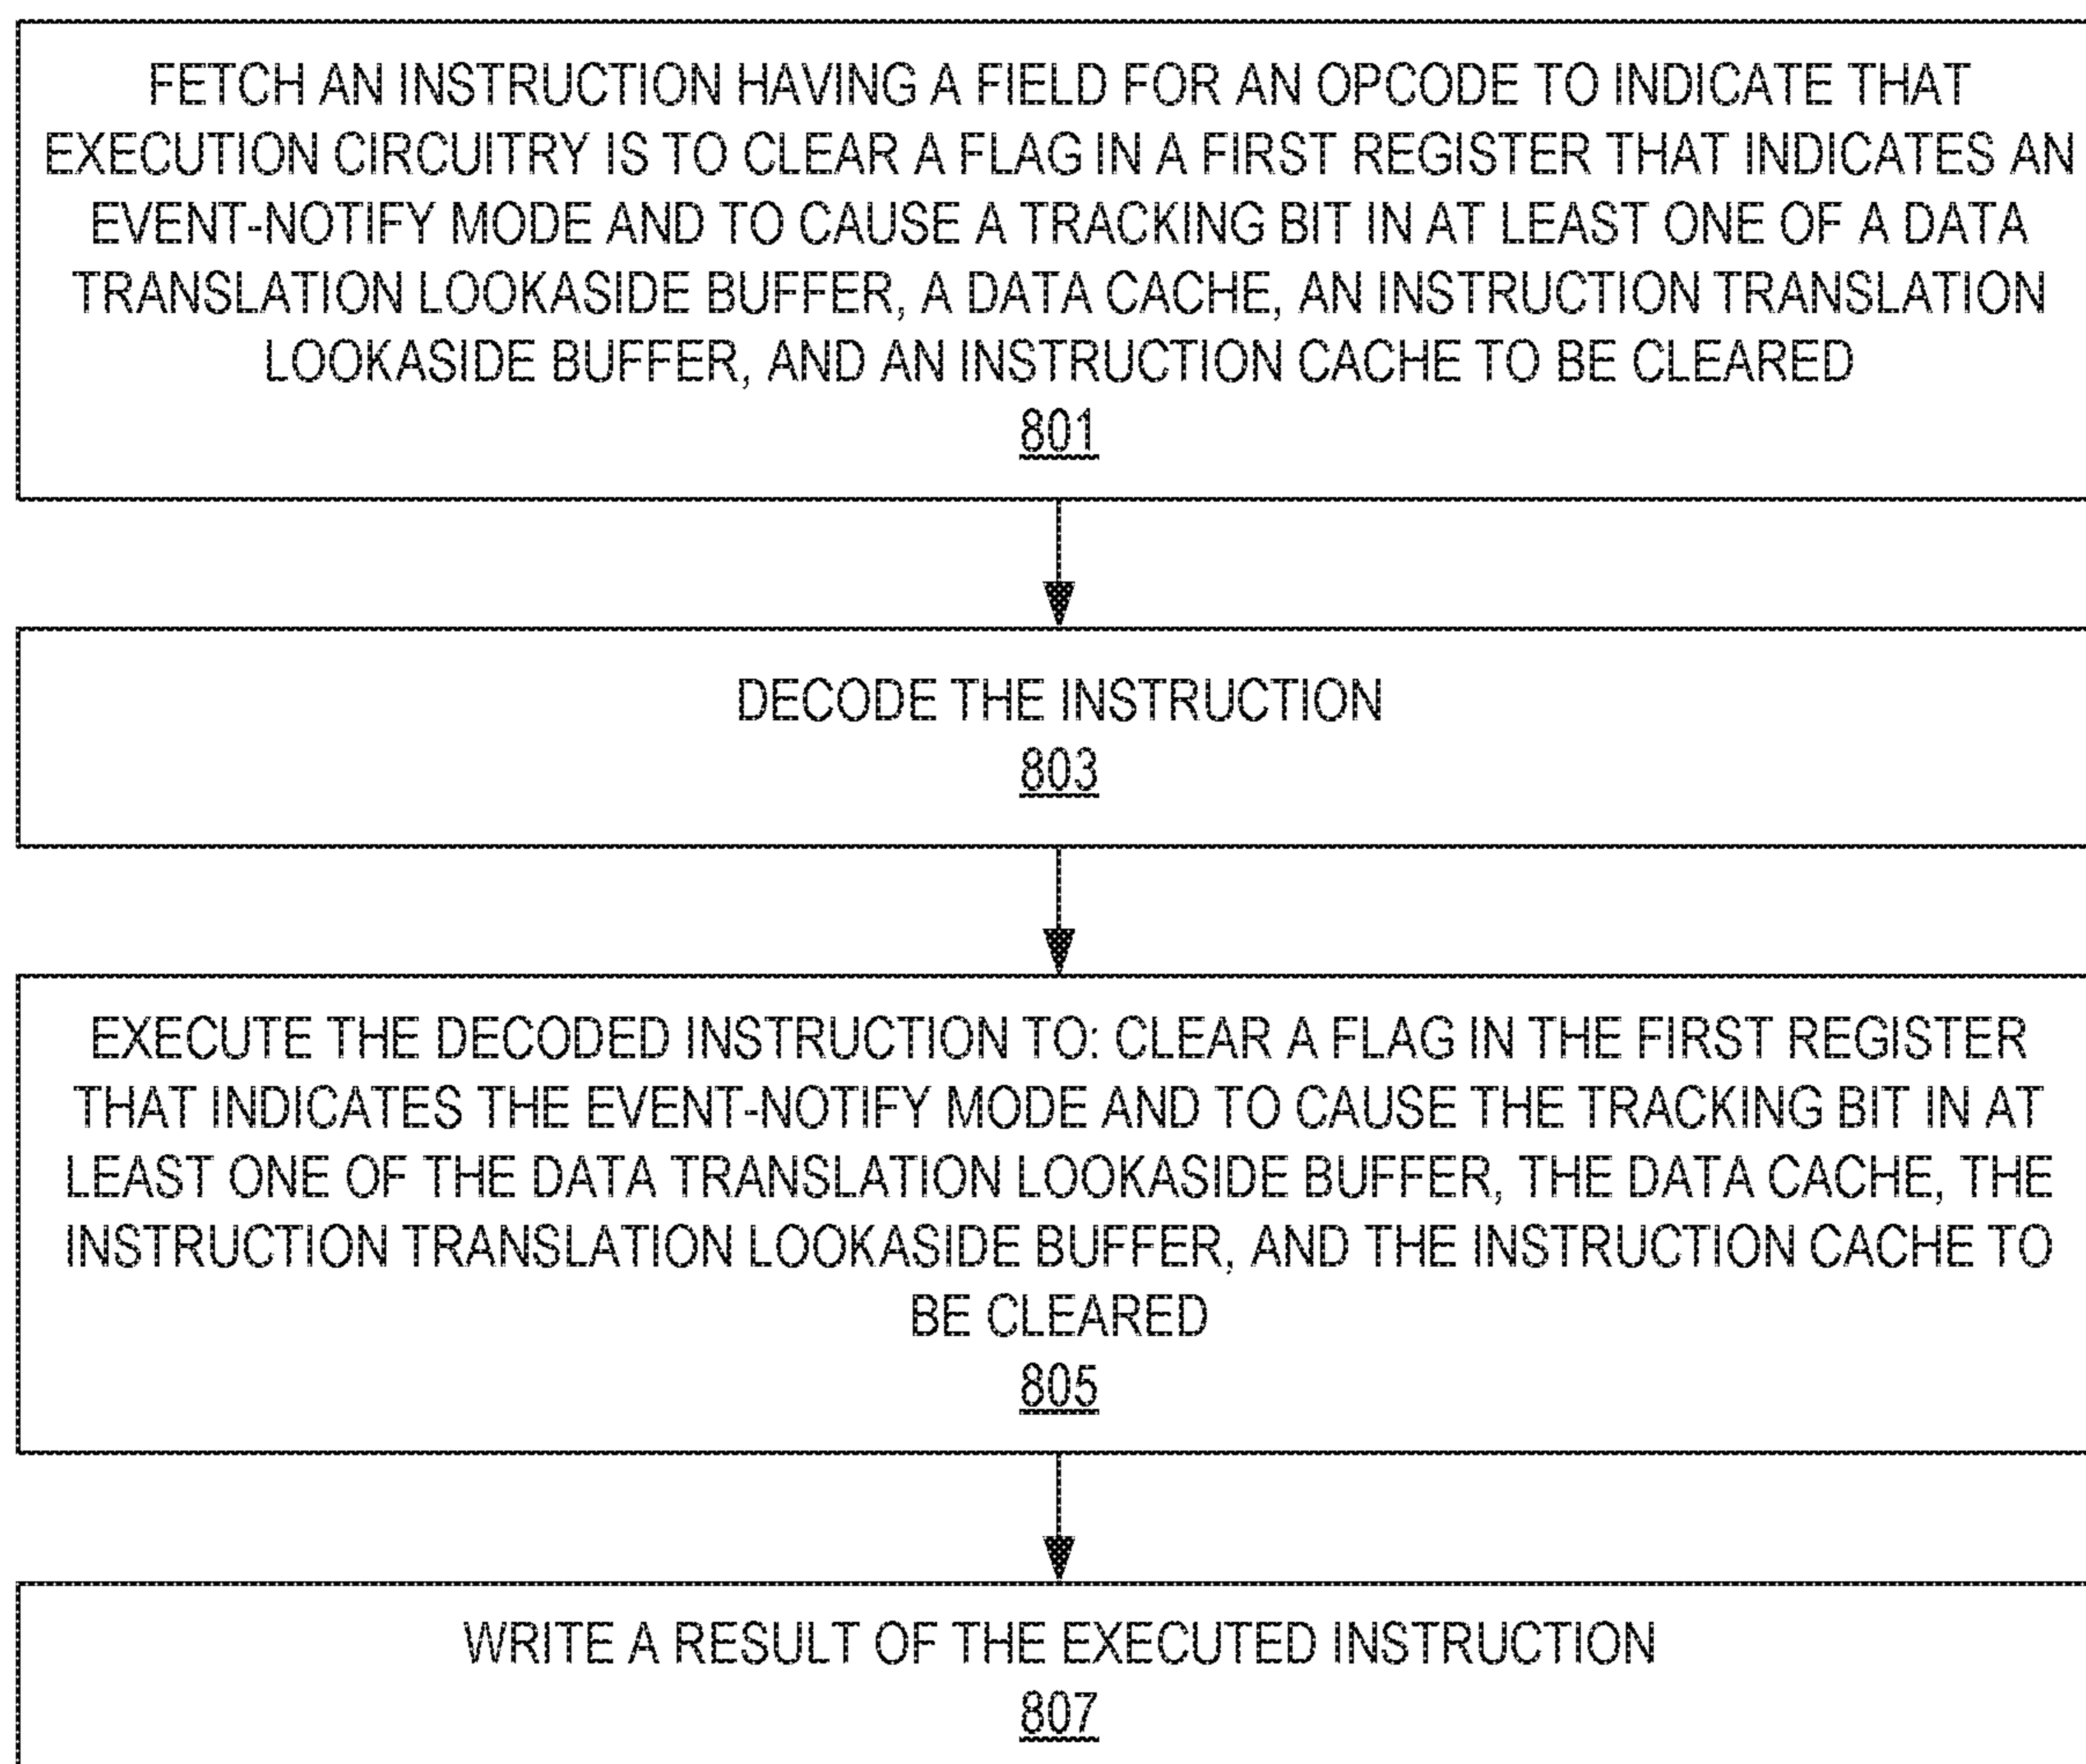 FETCH AN INSTRUCTION HAVING A FIELD FOR AN OPCODE TO INDICATE THAT
EXECUTION CIRCUITRY IS TO CLEAR A FLAG IN A FIRST REGISTER THAT INDICATES AN
EVENT-NOTIFY MODE AND TO CAUSE A TRACKING BIT IN AT LEAST ONE OF A DATA
TRANSLATION LOOKASIDE BUFFER, A DATA CACHE, AN INSTRUCTION TRANSLATION
LOOKASIDE BUFFER, AND AN INSTRUCTION CACHE TO BE CLEARED
801
DECODE THE INSTRUCTION
803
EXECUTE THE DECODED INSTRUCTION TO: CLEAR A FLAG IN THE FIRST REGISTER
THAT INDICATES THE EVENT-NOTIFY MODE AND TO CAUSE THE TRACKING BIT IN AT
LEAST ONE OF THE DATA TRANSLATION LOOKASIDE BUFFER, THE DATA CACHE, THE
INSTRUCTION TRANSLATION LOOKASIDE BUFFER, AND THE INSTRUCTION CACHE TO
BE CLEARED
805
WRITE A RESULT OF THE EXECUTED INSTRUCTION
807